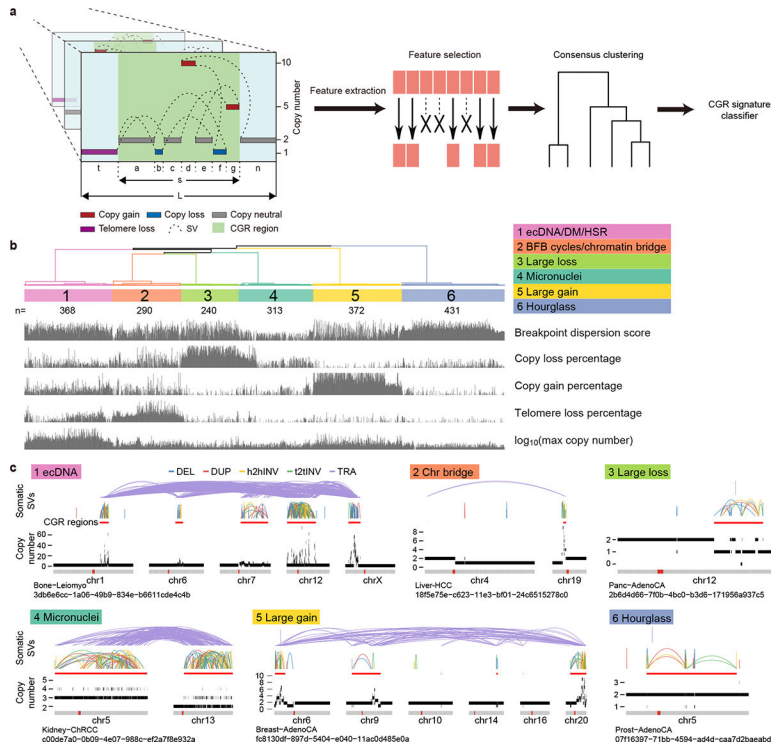 a
Copy number
10
5
2
1
t a b c d e f g n
s
L
Copy gain
Copy loss
Copy neutral
Telomere loss
SV
CGR region
Feature extraction
Feature selection
Consensus clustering
CGR signature
classifier
b
1 ecDNA/DM/HSR
2 BFB cycles/chromatin bridge
3 Large loss
4 Micronuclei
5 Large gain
6 Hourglass
1 2 3 4 5 6
n= 368 290 240 313 372 431
Breakpoint dispersion score
Copy loss percentage
Copy gain percentage
Telomere loss percentage
log10(max copy number)
c
DEL DUP h2hINV t2tINV TRA
1 ecDNA
Somatic
SVs
CGR regions
Copy
number
60
40
20
0
chr1 chr6 chr7 chr12 chrX
Bone-Leiomyo
3db6e6cc-1a06-49b9-834e-b6611cde4c4b
2 Chr bridge
8
6
4
2
0
chr4 chr19
Liver-HCC
18f5e75e-c623-11e3-bf01-24c6515278c0
3 Large loss
2
1
0
chr12
Panc-AdenoCA
2b6d4d66-7f0b-4bc0-b3d6-171956a937c5
4 Micronuclei
Somatic
SVs
Copy
number
5
4
3
2
chr5 chr13
Kidney-ChRCC
c00de7a0-0b09-4e07-988c-ef2a7f8e932a
5 Large gain
10
8
6
4
2
0
chr6 chr9 chr10 chr14 chr16 chr20
Breast-AdenoCA
fc8130df-897d-5404-e040-11ac0d485e0a
6 Hourglass
3
2
1
chr5
Prost-AdenoCA
07f16397-71bb-4594-ad4d-caa7d2baeabd